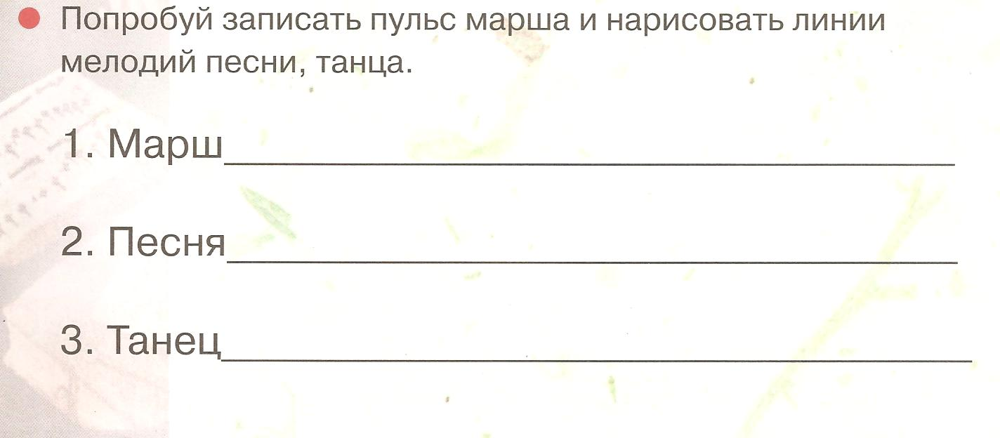 Попробуй записать пульс марша и нарисовать линии
мелодий песни, танца.
1. Марш
2. Песня
3. Танец